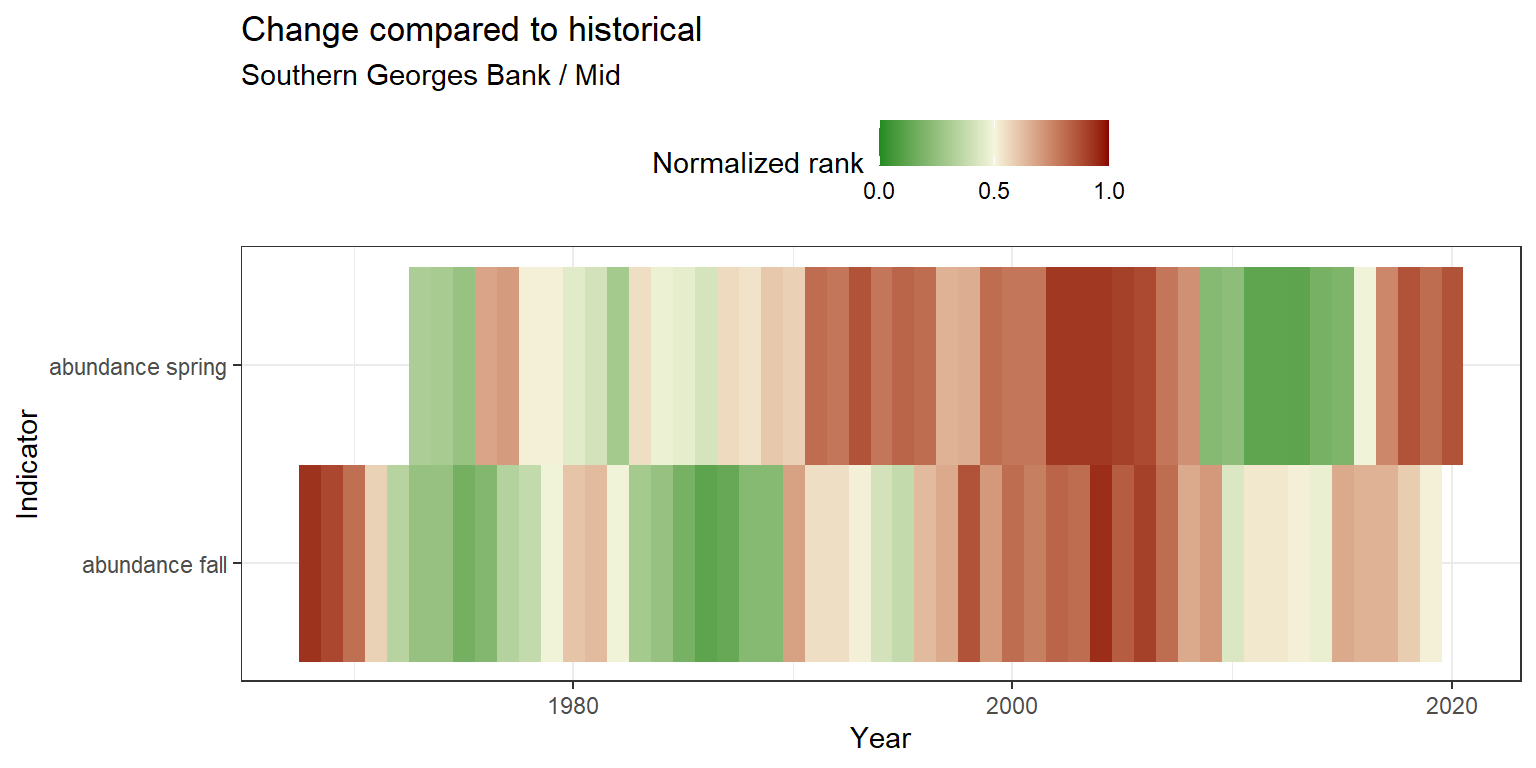 Change compared to historical
Southern Georges Bank / Mid
Normalized rank
0.0 0.5 1.0
Indicator
abundance spring
abundance fall
1980 2000 2020
Year